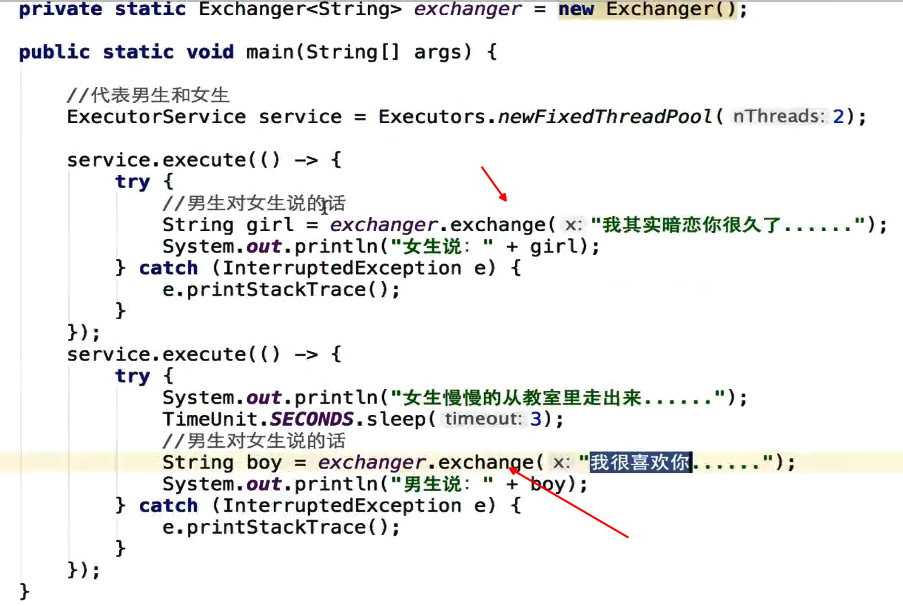 private static Exchanger<String> exchanger = new Exchanger();
public static void main(String[] args) {
//代表男生和女生
ExecutorService service = Executors.newFixedThreadPool( nThreads: 2);
service.execute(() -> {
try {
//男生对女生说的话
String girl = exchanger.exchange( x: "我其实暗恋你很久了......");
System.out.println("女生说：" + girl);
} catch (InterruptedException e) {
e.printStackTrace();
}
});
service.execute(() -> {
try {
System.out.println("女生慢慢的从教室里走出来......");
TimeUnit.SECONDS.sleep( timeout: 3);
//男生对女生说的话
String boy = exchanger.exchange( x: "我很喜欢你......");
System.out.println("男生说：" + boy);
} catch (InterruptedException e) {
e.printStackTrace();
}
});
}